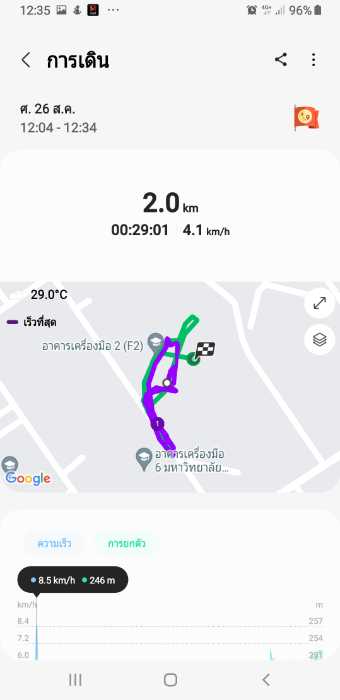 12:35
4G+
96%
การเดิน
ศ. 26 ส.ค.
12:04 - 12:34
2.0 km
00:29:01 4.1 km/h
29.0°C
เร็วที่สุด
อาคารเครื่องมือ 2 (F2)
1
อาคารเครื่องมือ
6 มหาวิทยาลัย...
Google
ความเร็ว การยกตัว
8.5 km/h 246 m
km/h m
8.4 257
7.2 254
6.0